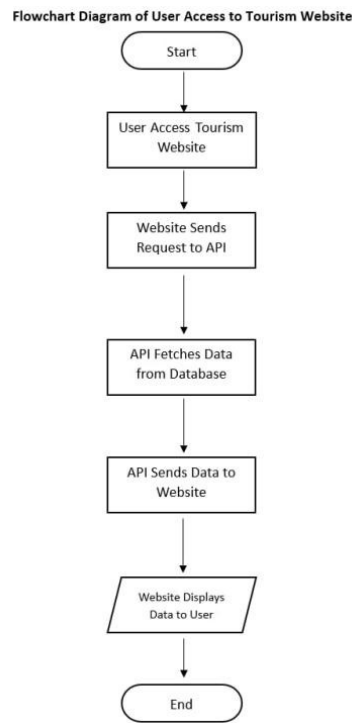 Flowchart Diagram of User Access to Tourism Website
Start
User Access Tourism
Website
Website Sends
Request to API
API Fetches Data
from Database
API Sends Data to
Website
Website Displays
Data to User
End